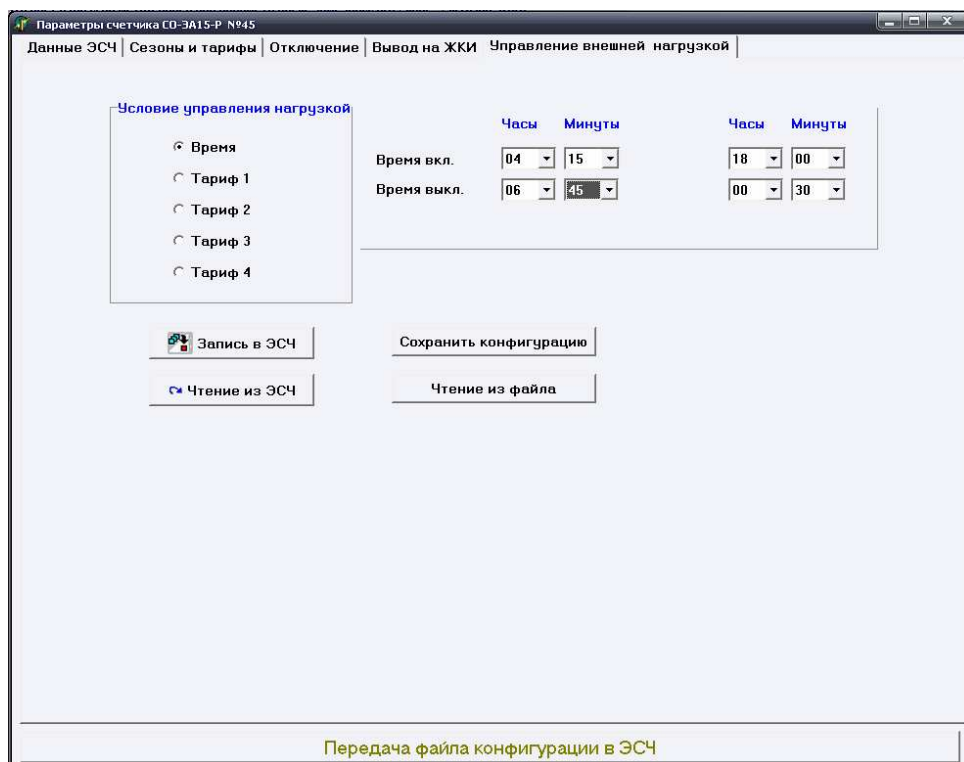 Параметры счетчика СО-ЭА15-Р №45
Данные ЭСЧ Сезоны и тарифы Отключение Вывод на ЖКИ Управление внешней нагрузкой
Условие управления нагрузкой
Время
Тариф 1
Тариф 2
Тариф 3
Тариф 4
Часы Минуты Часы Минуты
Время вкл. 04 15 18 00
Время выкл. 06 45 00 30
Запись в ЭСЧ Сохранить конфигурацию
Чтение из ЭСЧ Чтение из файла
Передача файла конфигурации в ЭСЧ